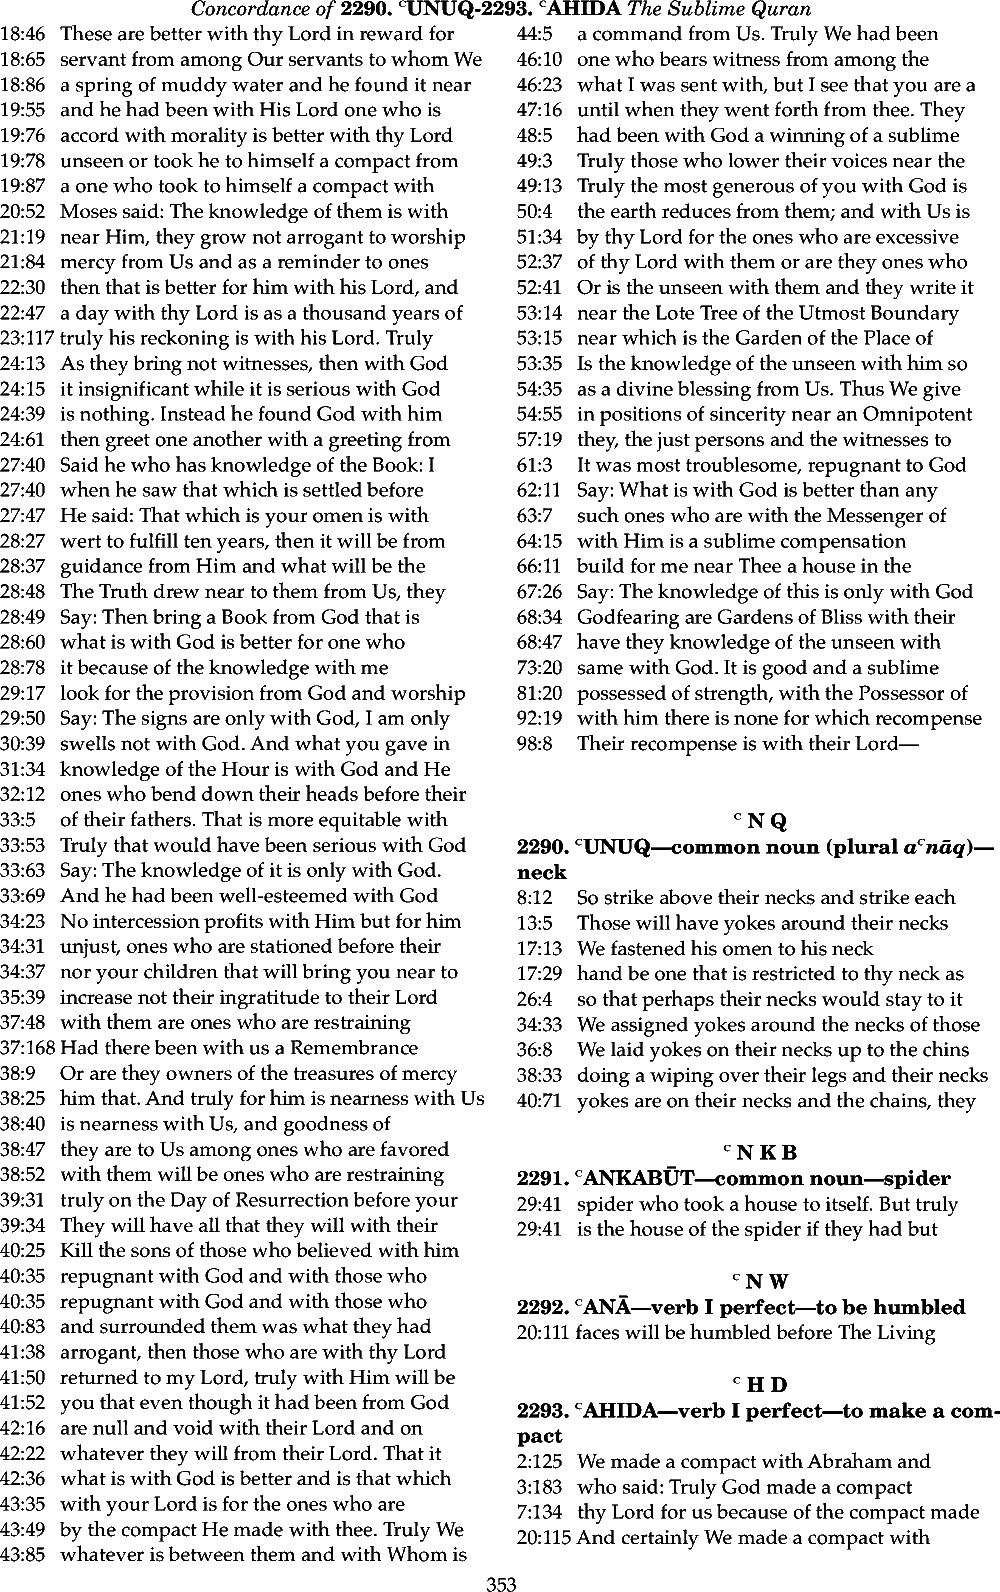 Concordance of 2290. ᶜUNUQ-2293. ᶜAHIDA The Sublime Quran
18:46 These are better with thy Lord in reward for
18:65 servant from among Our servants to whom We
18:86 a spring of muddy water and he found it near
19:55 and he had been with His Lord one who is
19:76 accord with morality is better with thy Lord
19:78 unseen or took he to himself a compact from
19:87 a one who took to himself a compact with
20:52 Moses said: The knowledge of them is with
21:19 near Him, they grow not arrogant to worship
21:84 mercy from Us and as a reminder to ones
22:30 then that is better for him with his Lord, and
22:47 a day with thy Lord is as a thousand years of
23:117 truly his reckoning is with his Lord. Truly
24:13 As they bring not witnesses, then with God
24:15 it insignificant while it is serious with God
24:39 is nothing. Instead he found God with him
24:61 then greet one another with a greeting from
27:40 Said he who has knowledge of the Book: I
27:40 when he saw that which is settled before
27:47 He said: That which is your omen is with
28:27 wert to fulfill ten years, then it will be from
28:37 guidance from Him and what will be the
28:48 The Truth drew near to them from Us, they
28:49 Say: Then bring a Book from God that is
28:60 what is with God is better for one who
28:78 it because of the knowledge with me
29:17 look for the provision from God and worship
29:50 Say: The signs are only with God, I am only
30:39 swells not with God. And what you gave in
31:34 knowledge of the Hour is with God and He
32:12 ones who bend down their heads before their
33:5 of their fathers. That is more equitable with
33:53 Truly that would have been serious with God
33:63 Say: The knowledge of it is only with God.
33:69 And he had been well-esteemed with God
34:23 No intercession profits with Him but for him
34:31 unjust, ones who are stationed before their
34:37 nor your children that will bring you near to
35:39 increase not their ingratitude to their Lord
37:48 with them are ones who are restraining
37:168 Had there been with us a Remembrance
38:9 Or are they owners of the treasures of mercy
38:25 him that. And truly for him is nearness with Us
38:40 is nearness with Us, and goodness of
38:47 they are to Us among ones who are favored
38:52 with them will be ones who are restraining
39:31 truly on the Day of Resurrection before your
39:34 They will have all that they will with their
40:25 Kill the sons of those who believed with him
40:35 repugnant with God and with those who
40:35 repugnant with God and with those who
40:83 and surrounded them was what they had
41:38 arrogant, then those who are with thy Lord
41:50 returned to my Lord, truly with Him will be
41:52 you that even though it had been from God
42:16 are null and void with their Lord and on
42:22 whatever they will from their Lord. That it
42:36 what is with God is better and is that which
43:35 with your Lord is for the ones who are
43:49 by the compact He made with thee. Truly We
43:85 whatever is between them and with Whom is
44:5 a command from Us. Truly We had been
46:10 one who bears witness from among the
46:23 what I was sent with, but I see that you are a
47:16 until when they went forth from thee. They
48:5 had been with God a winning of a sublime
49:3 Truly those who lower their voices near the
49:13 Truly the most generous of you with God is
50:4 the earth reduces from them; and with Us is
51:34 by thy Lord for the ones who are excessive
52:37 of thy Lord with them or are they ones who
52:41 Or is the unseen with them and they write it
53:14 near the Lote Tree of the Utmost Boundary
53:15 near which is the Garden of the Place of
53:35 Is the knowledge of the unseen with him so
54:35 as a divine blessing from Us. Thus We give
54:55 in positions of sincerity near an Omnipotent
57:19 they, the just persons and the witnesses to
61:3 It was most troublesome, repugnant to God
62:11 Say: What is with God is better than any
63:7 such ones who are with the Messenger of
64:15 with Him is a sublime compensation
66:11 build for me near Thee a house in the
67:26 Say: The knowledge of this is only with God
68:34 Godfearing are Gardens of Bliss with their
68:47 have they knowledge of the unseen with
73:20 same with God. It is good and a sublime
81:20 possessed of strength, with the Possessor of
92:19 with him there is none for which recompense
98:8 Their recompense is with their Lord—
ᶜ N Q
2290. ᶜUNUQ—common noun (plural aᶜnāq)—
neck
8:12 So strike above their necks and strike each
13:5 Those will have yokes around their necks
17:13 We fastened his omen to his neck
17:29 hand be one that is restricted to thy neck as
26:4 so that perhaps their necks would stay to it
34:33 We assigned yokes around the necks of those
36:8 We laid yokes on their necks up to the chins
38:33 doing a wiping over their legs and their necks
40:71 yokes are on their necks and the chains, they
ᶜ N K B
2291. ᶜANKABŪT—common noun—spider
29:41 spider who took a house to itself. But truly
29:41 is the house of the spider if they had but
ᶜ N W
2292. ᶜANĀ—verb I perfect—to be humbled
20:111 faces will be humbled before The Living
ᶜ H D
2293. ᶜAHIDA—verb I perfect—to make a com-
pact
2:125 We made a compact with Abraham and
3:183 who said: Truly God made a compact
7:134 thy Lord for us because of the compact made
20:115 And certainly We made a compact with
353